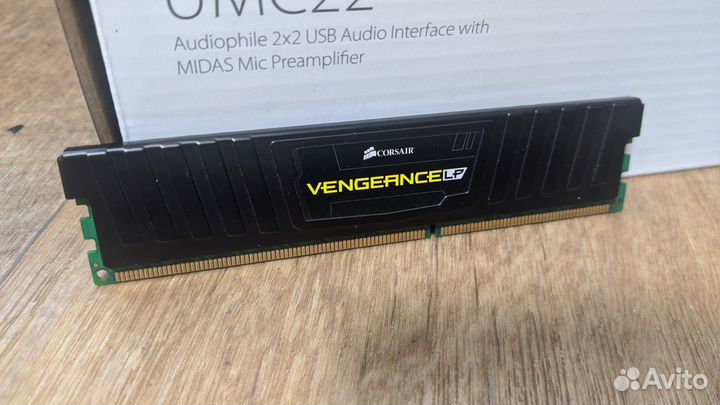 UMC22
Audiophile 2x2 USB Audio Interface with
MIDAS Mic Preamplifier
CORSAIR
VENGEANCE LP
Avito